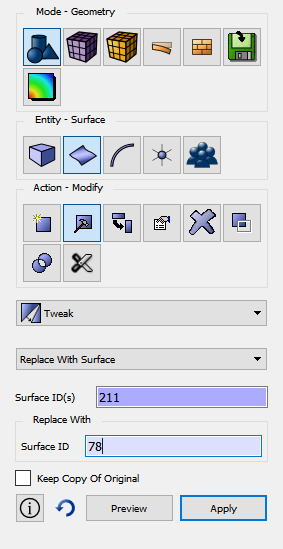 Mode - Geometry
Entity - Surface
Action - Modify
Tweak
Replace With Surface
Surface ID(s) 211
Replace With
Surface ID 78
Keep Copy Of Original
Preview Apply